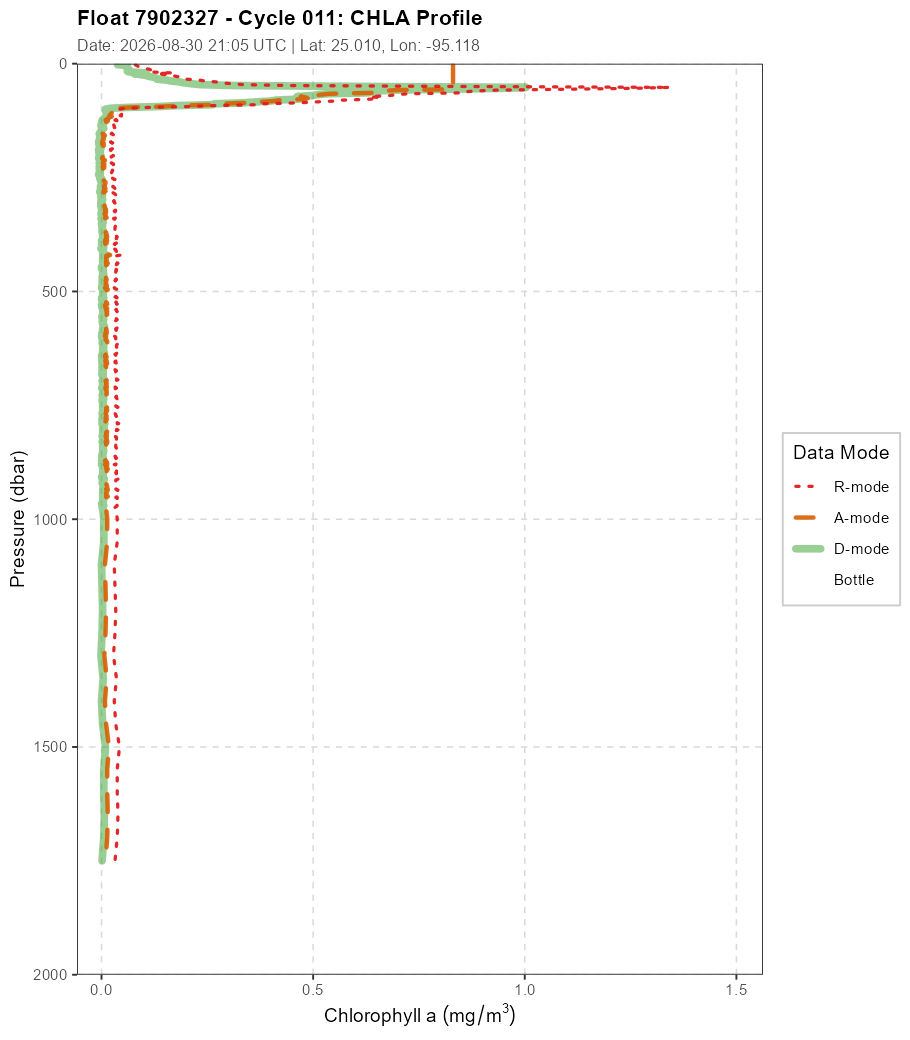 Float 7902327 - Cycle 011: CHLA Profile
Date: 2026-08-30 21:05 UTC | Lat: 25.010, Lon: -95.118
0
500
1000
1500
2000
Pressure (dbar)
0.0 0.5 1.0 1.5
Chlorophyll a (mg/m³)
Data Mode
R-mode
A-mode
D-mode
Bottle